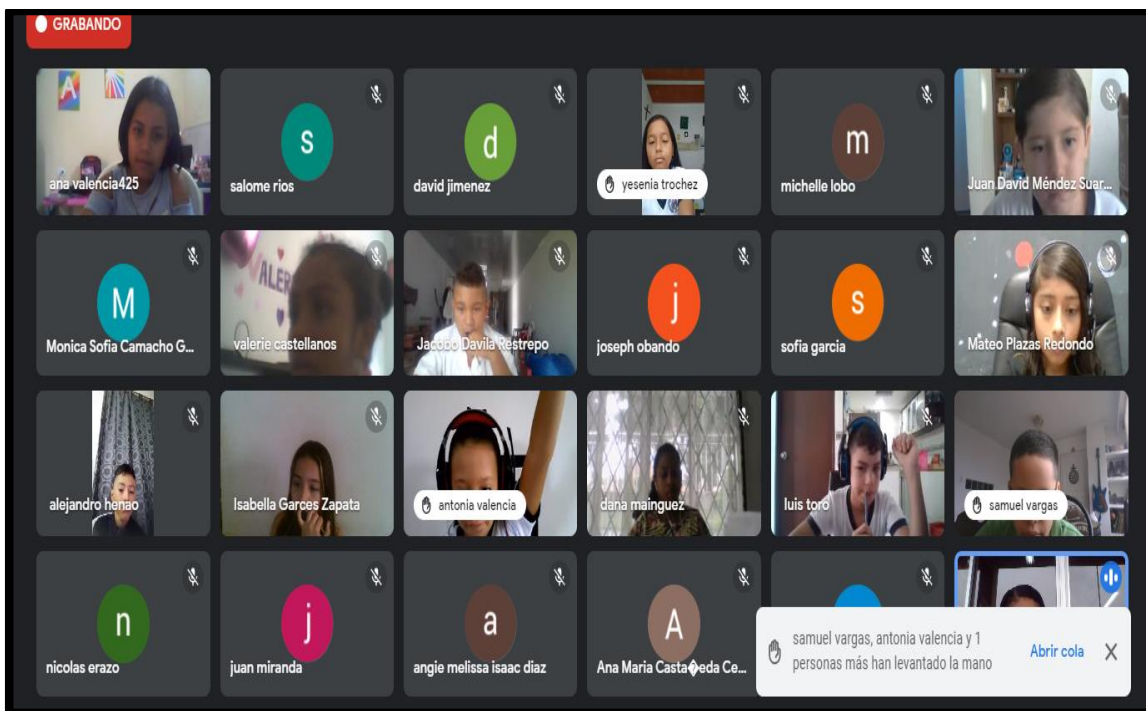 GRABANDO
A
ana valencia425
s
salome rios
d
david jimenez
yesenia trochez
m
michelle lobo
Juan David Méndez Suar...
M
Monica Sofia Camacho G...
ALER
valerie castellanos
Jacobo Davila Restrepo
j
joseph obando
s
sofia garcia
Mateo Plazas Redondo
alejandro henao
Isabella Garces Zapata
antonia valencia
dana mainguez
luis toro
samuel vargas
n
nicolas erazo
j
juan miranda
a
angie melissa isaac diaz
A
Ana Maria Casta�eda Ce...
samuel vargas, antonia valencia y 1
personas más han levantado la mano
Abrir cola